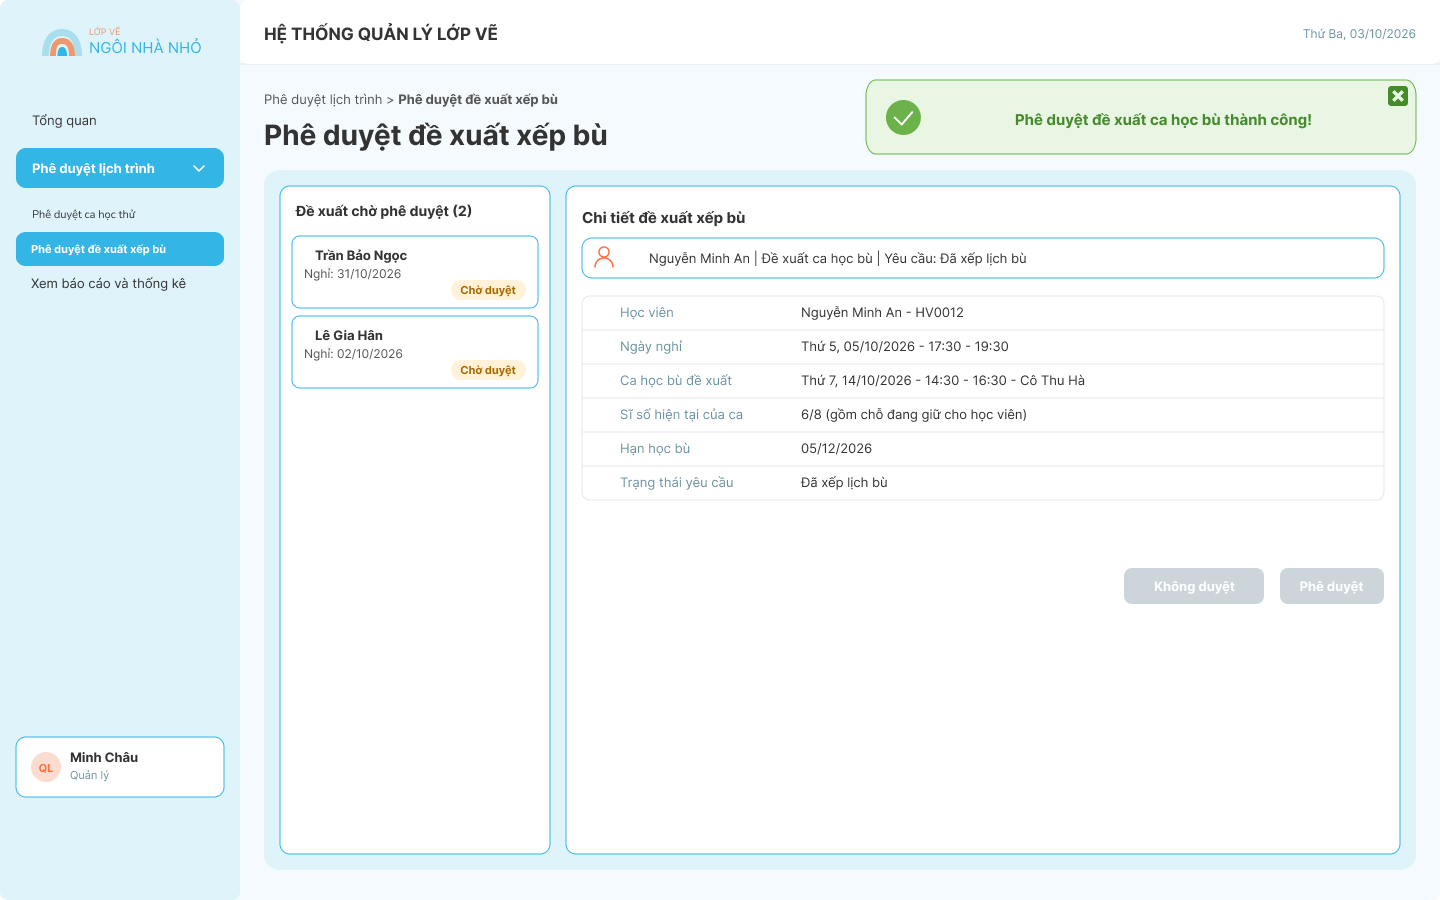 LỚP VẼ
NGÔI NHÀ NHỎ
HỆ THỐNG QUẢN LÝ LỚP VẼ
Thứ Ba, 03/10/2026
Tổng quan
Phê duyệt lịch trình
Phê duyệt ca học thử
Phê duyệt đề xuất xếp bù
Xem báo cáo và thống kê
QL
Minh Châu
Quản lý
Phê duyệt lịch trình > Phê duyệt đề xuất xếp bù
Phê duyệt đề xuất xếp bù
Phê duyệt đề xuất ca học bù thành công!
Đề xuất chờ phê duyệt (2)
Trần Bảo Ngọc
Nghỉ: 31/10/2026
Chờ duyệt
Lê Gia Hân
Nghỉ: 02/10/2026
Chờ duyệt
Chi tiết đề xuất xếp bù
Nguyễn Minh An | Đề xuất ca học bù | Yêu cầu: Đã xếp lịch bù
Học viên Nguyễn Minh An - HV0012
Ngày nghỉ Thứ 5, 05/10/2026 - 17:30 - 19:30
Ca học bù đề xuất Thứ 7, 14/10/2026 - 14:30 - 16:30 - Cô Thu Hà
Sĩ số hiện tại của ca 6/8 (gồm chỗ đang giữ cho học viên)
Hạn học bù 05/12/2026
Trạng thái yêu cầu Đã xếp lịch bù
Không duyệt
Phê duyệt